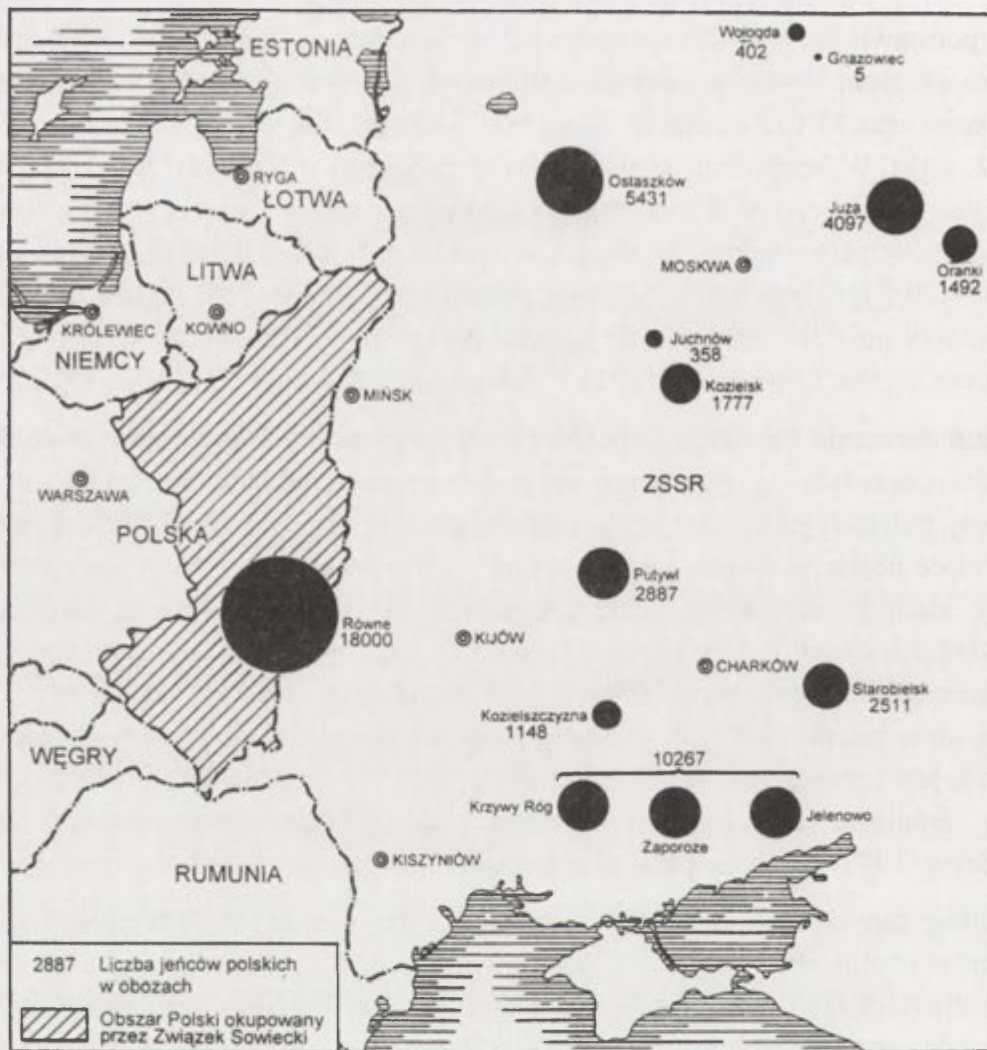 ESTONIA
Wołogda
402
Gnazowiec
5
RYGA
ŁOTWA
Ostaszków
5431
Juża
4097
Oranki
1492
LITWA
MOSKWA
KRÓLEWIEC
KOWNO
NIEMCY
Juchnów
358
Kozielsk
1777
MIŃSK
WARSZAWA
ZSSR
POLSKA
Putywl
2887
Równe
18000
KIJÓW
CHARKÓW
Starobielsk
2511
Kozielszczyzna
1148
WĘGRY
10267
Krzywy Róg
Zaporoze
Jelenowo
KISZYNIÓW
RUMUNIA
2887 Liczba jeńców polskich
w obozach
Obszar Polski okupowany
przez Związek Sowiecki